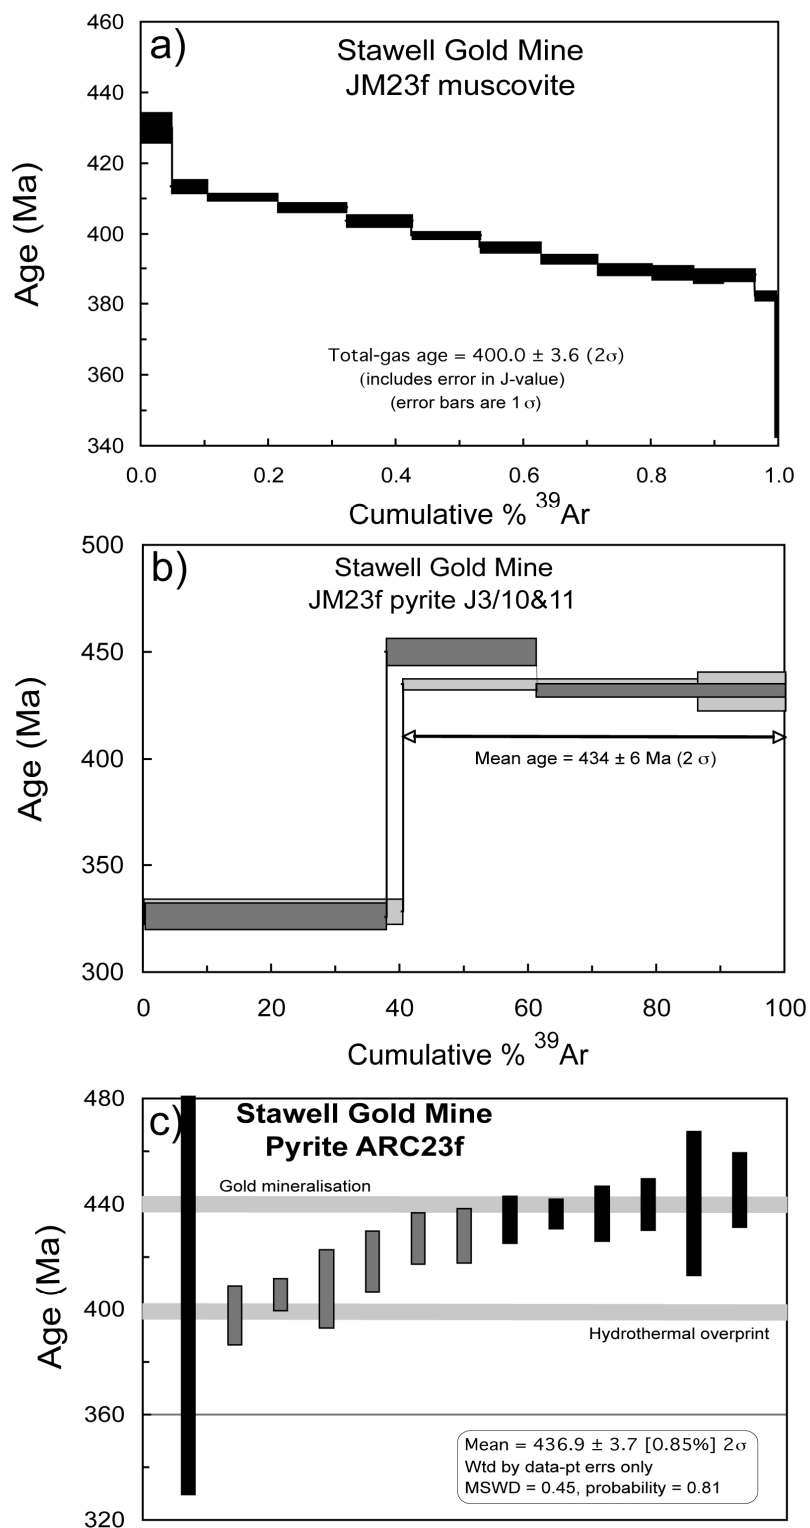 a)
Stawell Gold Mine
JM23f muscovite
460
440
420
400
380
360
340
Age (Ma)
Total-gas age = 400.0 ± 3.6 (2σ)
(includes error in J-value)
(error bars are 1 σ)
0.0 0.2 0.4 0.6 0.8 1.0
Cumulative % ³⁹Ar
b)
Stawell Gold Mine
JM23f pyrite J3/10&11
500
450
400
350
300
Age (Ma)
Mean age = 434 ± 6 Ma (2 σ)
0 20 40 60 80 100
Cumulative % ³⁹Ar
c)
Stawell Gold Mine
Pyrite ARC23f
480
440
400
360
320
Age (Ma)
Gold mineralisation
Hydrothermal overprint
Mean = 436.9 ± 3.7 [0.85%] 2σ
Wtd by data-pt errs only
MSWD = 0.45, probability = 0.81